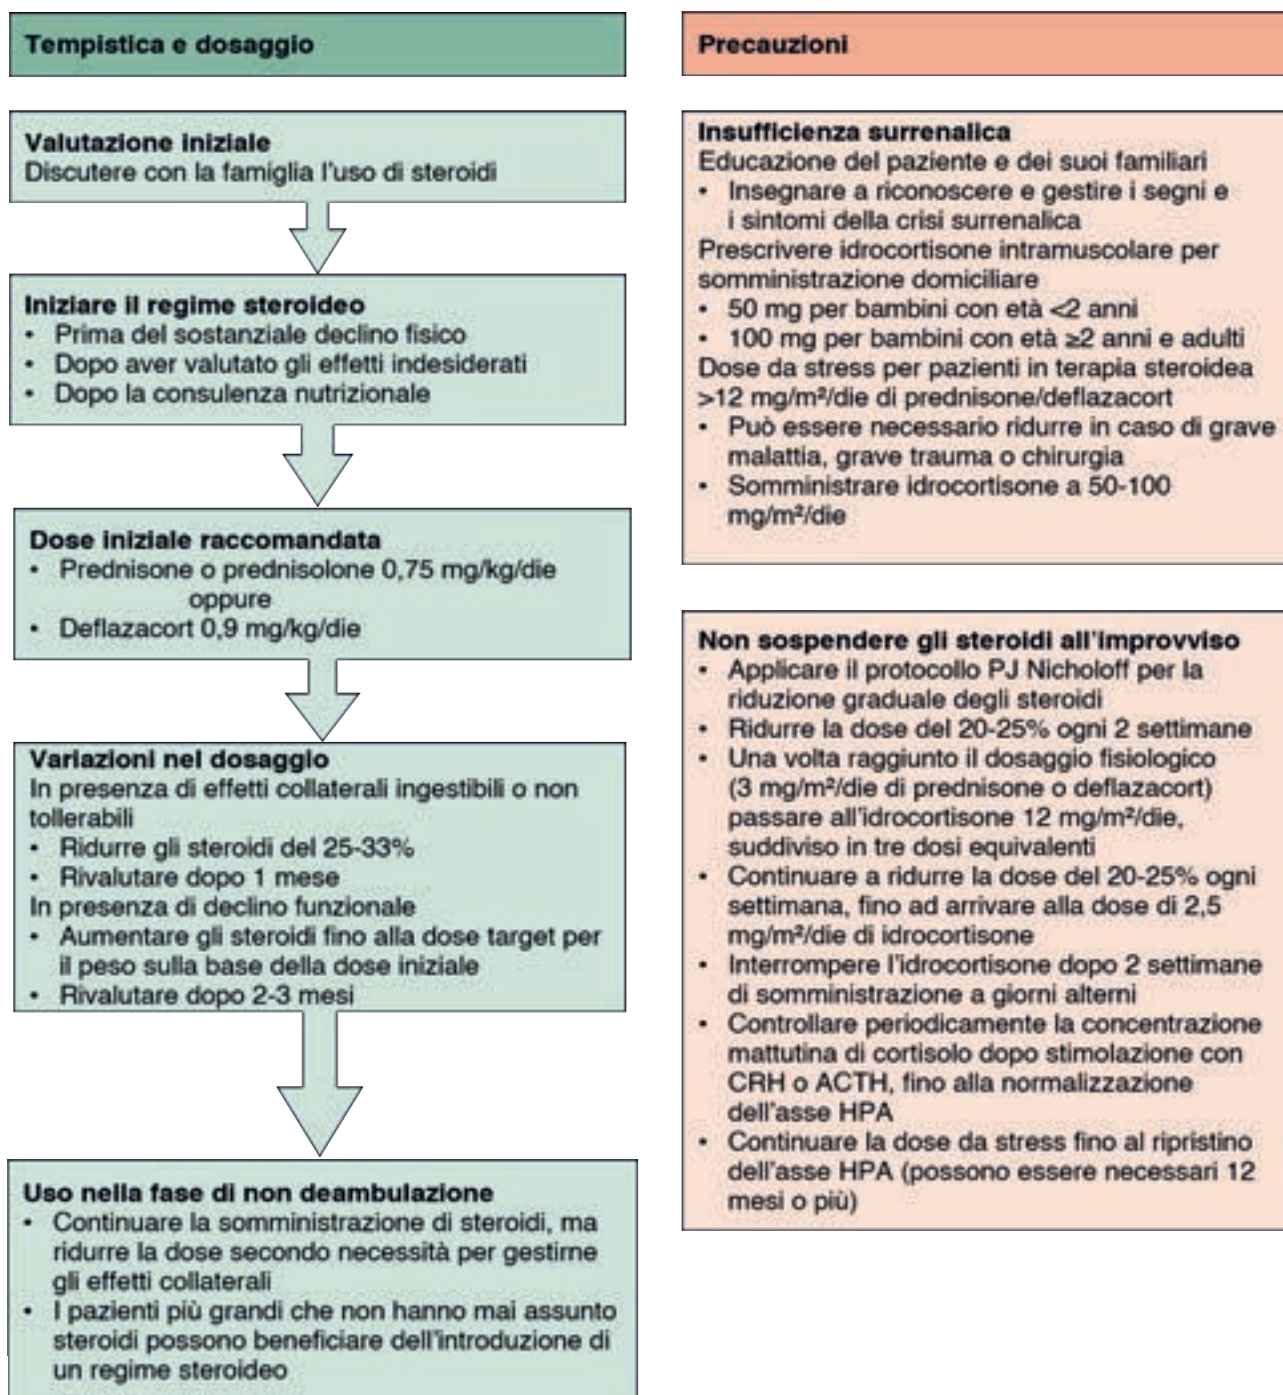 Tempistica e dosaggio
Valutazione iniziale
Discutere con la famiglia l'uso di steroidi
Iniziare il regime steroideo
• Prima del sostanziale declino fisico
• Dopo aver valutato gli effetti indesiderati
• Dopo la consulenza nutrizionale
Dose iniziale raccomandata
• Prednisone o prednisolone 0,75 mg/kg/die
oppure
• Deflazacort 0,9 mg/kg/die
Variazioni nel dosaggio
In presenza di effetti collaterali ingestibili o non
tollerabili
• Ridurre gli steroidi del 25-33%
• Rivalutare dopo 1 mese
In presenza di declino funzionale
• Aumentare gli steroidi fino alla dose target per
il peso sulla base della dose iniziale
• Rivalutare dopo 2-3 mesi
Uso nella fase di non deambulazione
• Continuare la somministrazione di steroidi, ma
ridurre la dose secondo necessità per gestirne
gli effetti collaterali
• I pazienti più grandi che non hanno mai assunto
steroidi possono beneficiare dell'introduzione di
un regime steroideo
Precauzioni
Insufficienza surrenalica
Educazione del paziente e dei suoi familiari
• Insegnare a riconoscere e gestire i segni e
i sintomi della crisi surrenalica
Prescrivere idrocortisone intramuscolare per
somministrazione domiciliare
• 50 mg per bambini con età <2 anni
• 100 mg per bambini con età ≥2 anni e adulti
Dose da stress per pazienti in terapia steroidea
>12 mg/m²/die di prednisone/deflazacort
• Può essere necessario ridurre in caso di grave
malattia, grave trauma o chirurgia
• Somministrare idrocortisone a 50-100
mg/m²/die
Non sospendere gli steroidi all'improvviso
• Applicare il protocollo PJ Nicholoff per la
riduzione graduale degli steroidi
• Ridurre la dose del 20-25% ogni 2 settimane
• Una volta raggiunto il dosaggio fisiologico
(3 mg/m²/die di prednisone o deflazacort)
passare all'idrocortisone 12 mg/m²/die,
suddiviso in tre dosi equivalenti
• Continuare a ridurre la dose del 20-25% ogni
settimana, fino ad arrivare alla dose di 2,5
mg/m²/die di idrocortisone
• Interrompere l'idrocortisone dopo 2 settimane
di somministrazione a giorni alterni
• Controllare periodicamente la concentrazione
mattutina di cortisolo dopo stimolazione con
CRH o ACTH, fino alla normalizzazione
dell'asse HPA
• Continuare la dose da stress fino al ripristino
dell'asse HPA (possono essere necessari 12
mesi o più)